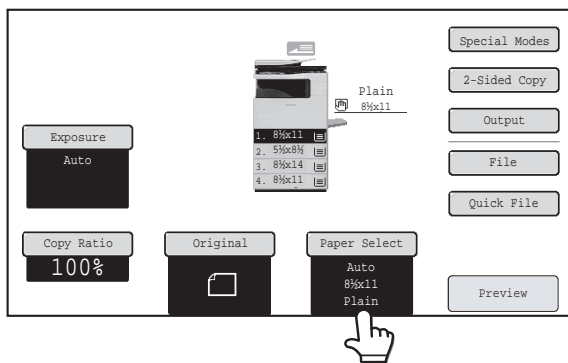 Special Modes
2-Sided Copy
Output
File
Quick File
Preview
Plain
8½x11
1. 8½x11
2. 5½x8½
3. 8½x14
4. 8½x11
Exposure
Auto
Copy Ratio
100%
Original
Paper Select
Auto
8½x11
Plain